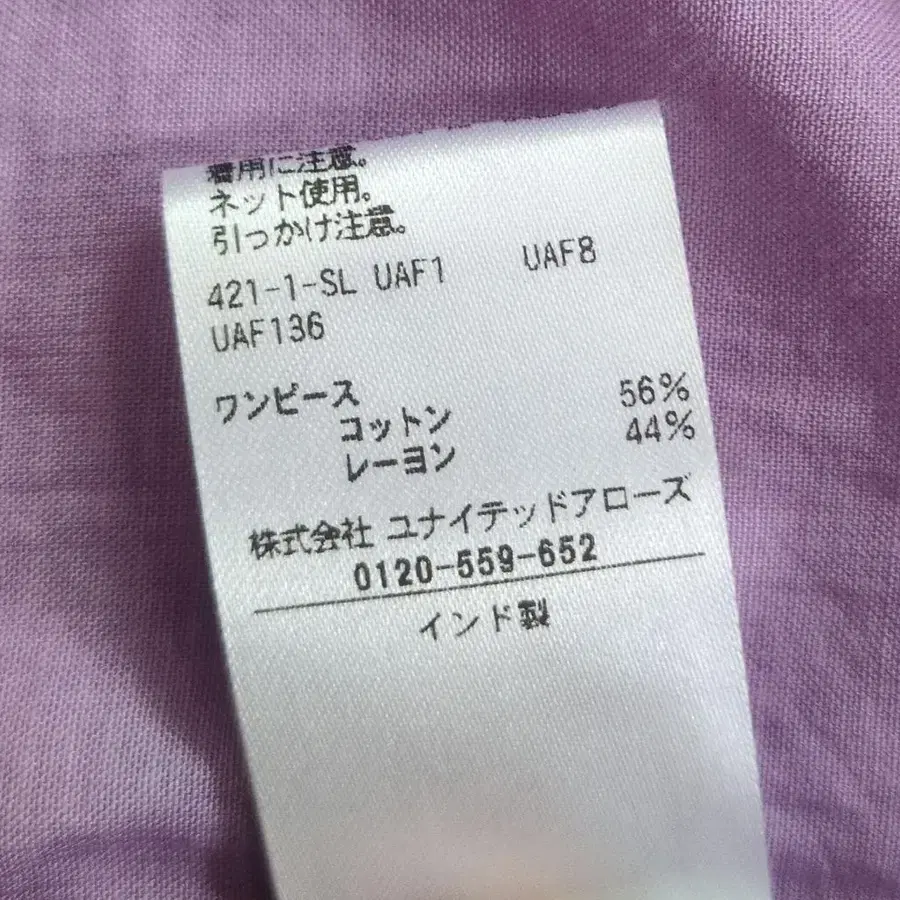 着用に注意。
ネット使用。
引っかけ注意。
421-1-SL UAF1 UAF8
UAF136
ワンピース
コットン 56%
レーヨン 44%
株式会社 ユナイテッドアローズ
0120-559-652
インド製